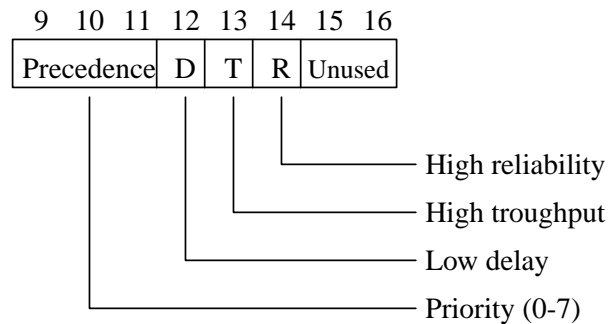 9 10 11 12 13 14 15 16
Precedence D T R Unused
High reliability
High troughput
Low delay
Priority (0-7)